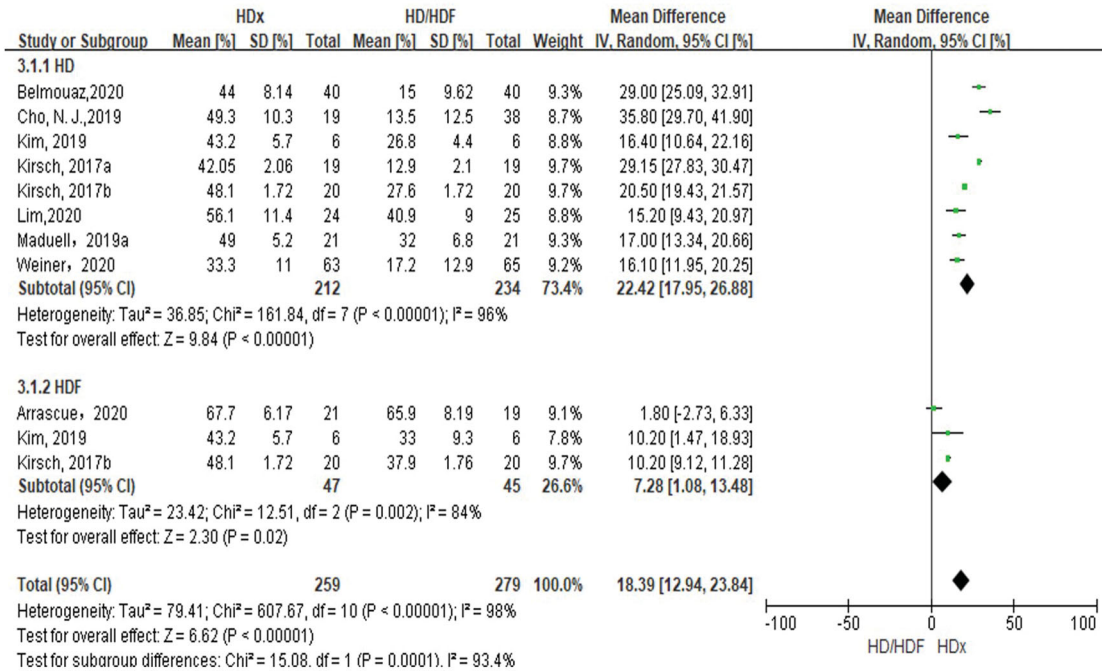 HDx HD/HDF Mean Difference Mean Difference
Study or Subgroup Mean [%] SD [%] Total Mean [%] SD [%] Total Weight IV, Random, 95% CI [%] IV, Random, 95% CI [%]
3.1.1 HD
Belmouaz,2020 44 8.14 40 15 9.62 40 9.3% 29.00 [25.09, 32.91]
Cho, N. J.,2019 49.3 10.3 19 13.5 12.5 38 8.7% 35.80 [29.70, 41.90]
Kim, 2019 43.2 5.7 6 26.8 4.4 6 8.8% 16.40 [10.64, 22.16]
Kirsch, 2017a 42.05 2.06 19 12.9 2.1 19 9.7% 29.15 [27.83, 30.47]
Kirsch, 2017b 48.1 1.72 20 27.6 1.72 20 9.7% 20.50 [19.43, 21.57]
Lim,2020 56.1 11.4 24 40.9 9 25 8.8% 15.20 [9.43, 20.97]
Maduell，2019a 49 5.2 21 32 6.8 21 9.3% 17.00 [13.34, 20.66]
Weiner，2020 33.3 11 63 17.2 12.9 65 9.2% 16.10 [11.95, 20.25]
Subtotal (95% CI) 212 234 73.4% 22.42 [17.95, 26.88]
Heterogeneity: Tau² = 36.85; Chi² = 161.84, df = 7 (P < 0.00001); I² = 96%
Test for overall effect: Z = 9.84 (P < 0.00001)
3.1.2 HDF
Arrascue，2020 67.7 6.17 21 65.9 8.19 19 9.1% 1.80 [-2.73, 6.33]
Kim, 2019 43.2 5.7 6 33 9.3 6 7.8% 10.20 [1.47, 18.93]
Kirsch, 2017b 48.1 1.72 20 37.9 1.76 20 9.7% 10.20 [9.12, 11.28]
Subtotal (95% CI) 47 45 26.6% 7.28 [1.08, 13.48]
Heterogeneity: Tau² = 23.42; Chi² = 12.51, df = 2 (P = 0.002); I² = 84%
Test for overall effect: Z = 2.30 (P = 0.02)
Total (95% CI) 259 279 100.0% 18.39 [12.94, 23.84]
Heterogeneity: Tau² = 79.41; Chi² = 607.67, df = 10 (P < 0.00001); I² = 98%
Test for overall effect: Z = 6.62 (P < 0.00001)
Test for subgroup differences: Chi² = 15.08, df = 1 (P = 0.0001), I² = 93.4%
-100 -50 0 50 100
HD/HDF HDx